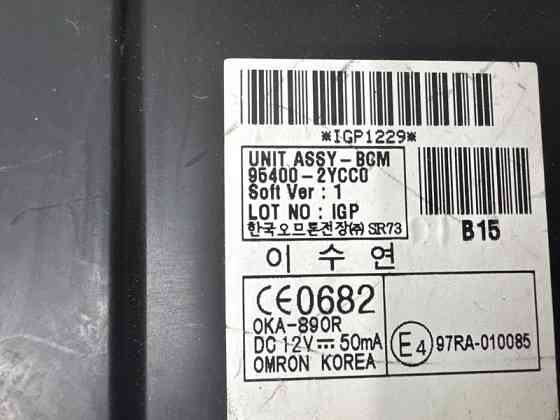 *IGP1229*
UNIT ASSY-BCM
95400-2YCC0
Soft Ver : 1
LOT NO : IGP
한국오므론전장㈜ SR73
B15
이 수 연
CE0682
OKA-890R
DC 12V⎓ 50mA
OMRON KOREA
E4 97RA-010085